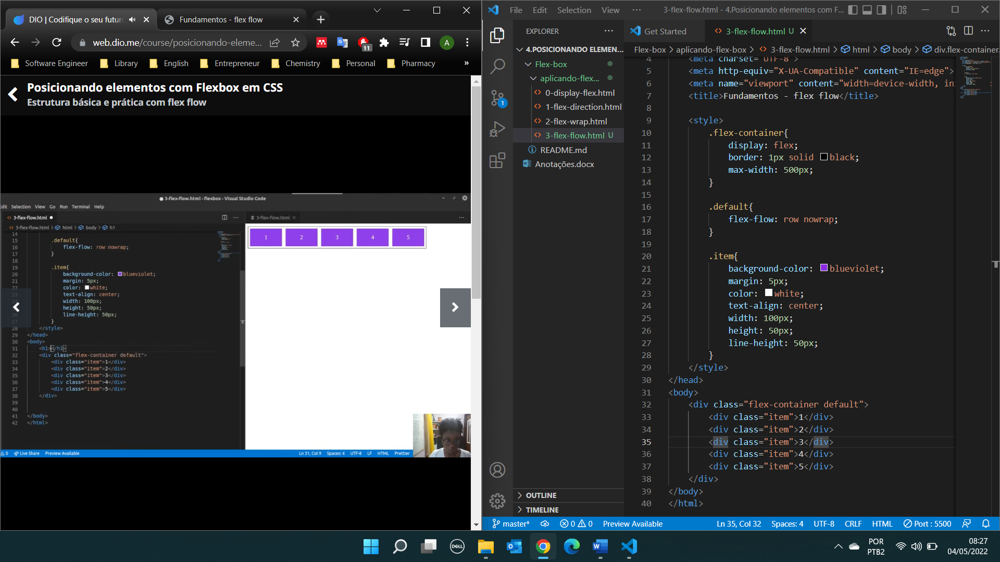 DIO | Codifique o seu futuro
Fundamentos - flex flow
web.dio.me/course/posicionando-eleme...
11
A
Software Engineer
Library
English
Entrepreneur
Chemistry
Personal
Pharmacy
»
Posicionando elementos com Flexbox em CSS
Estrutura básica e prática com flex flow
3-flex-flow.html - flexbox - Visual Studio Code
dit Selection View Go Run Terminal Help
3-flex-flow.html
3-flex-flow.html
3-flex-flow.html > html > body > h1
14
15 .default{
16 flex-flow: row nowrap;
17 }
18
19 .item{
20 background-color: blueviolet;
21 margin: 5px;
22 color: white;
23 text-align: center;
24 width: 100px;
25 height: 50px;
26 line-height: 50px;
27 }
28 </style>
29 </head>
30 <body>
31 <h1></h1>
32 <div class="flex-container default">
33 <div class="item">1</div>
34 <div class="item">2</div>
35 <div class="item">3</div>
36 <div class="item">4</div>
37 <div class="item">5</div>
38 </div>
39
40
41 </body>
42 </html>
1 2 3 4 5
0 Live Share Preview Available
Ln 31, Col 9 Spaces: 4 UTF-8 LF HTML Prettier
File Edit Selection View ···
3-flex-flow.html - 4.Posicionando elementos com F...
EXPLORER
4.POSICIONANDO ELEMEN...
Flex-box
aplicando-flex...
0-display-flex.html
1-flex-direction.html
2-flex-wrap.html
3-flex-flow.html U
README.md
Anotações.docx
1
OUTLINE
TIMELINE
Get Started
3-flex-flow.html U
Flex-box > aplicando-flex-box > 3-flex-flow.html > html > body > div.flex-container.
4 <meta charset="UTF-8">
5 <meta http-equiv="X-UA-Compatible" content="IE=edge">
6 <meta name="viewport" content="width=device-width, ini
7 <title>Fundamentos - flex flow</title>
8
9 <style>
10 .flex-container{
11 display: flex;
12 border: 1px solid black;
13 max-width: 500px;
14 }
15
16 .default{
17 flex-flow: row nowrap;
18 }
19
20 .item{
21 background-color: blueviolet;
22 margin: 5px;
23 color: white;
24 text-align: center;
25 width: 100px;
26 height: 50px;
27 line-height: 50px;
28 }
29 </style>
30 </head>
31 <body>
32 <div class="flex-container default">
33 <div class="item">1</div>
34 <div class="item">2</div>
35 <div class="item">3</div>
36 <div class="item">4</div>
37 <div class="item">5</div>
38 </div>
39 </body>
40 </html>
master* 0 0 Preview Available
Ln 35, Col 32 Spaces: 4 UTF-8 CRLF HTML Port : 5500
DELL
POR
PTB2
08:27
04/05/2022